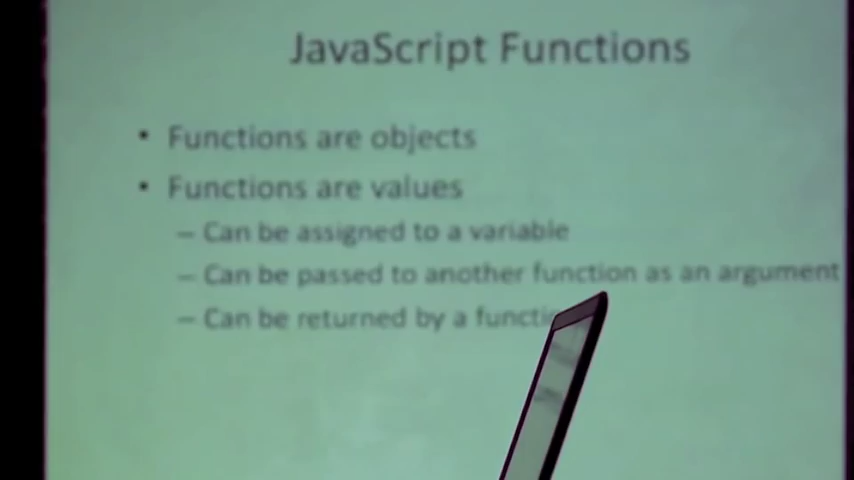 JavaScript Functions
• Functions are objects
• Functions are values
– Can be assigned to a variable
– Can be passed to another function as an argument
– Can be returned by a